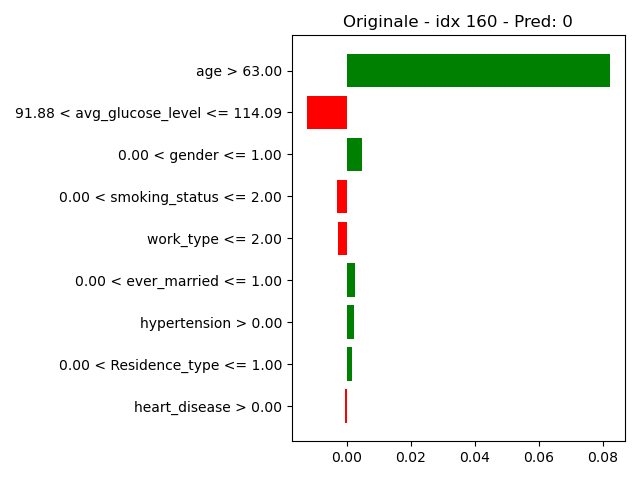 Originale - idx 160 - Pred: 0
age > 63.00
91.88 < avg_glucose_level <= 114.09
0.00 < gender <= 1.00
0.00 < smoking_status <= 2.00
work_type <= 2.00
0.00 < ever_married <= 1.00
hypertension > 0.00
0.00 < Residence_type <= 1.00
heart_disease > 0.00
0.00 0.02 0.04 0.06 0.08